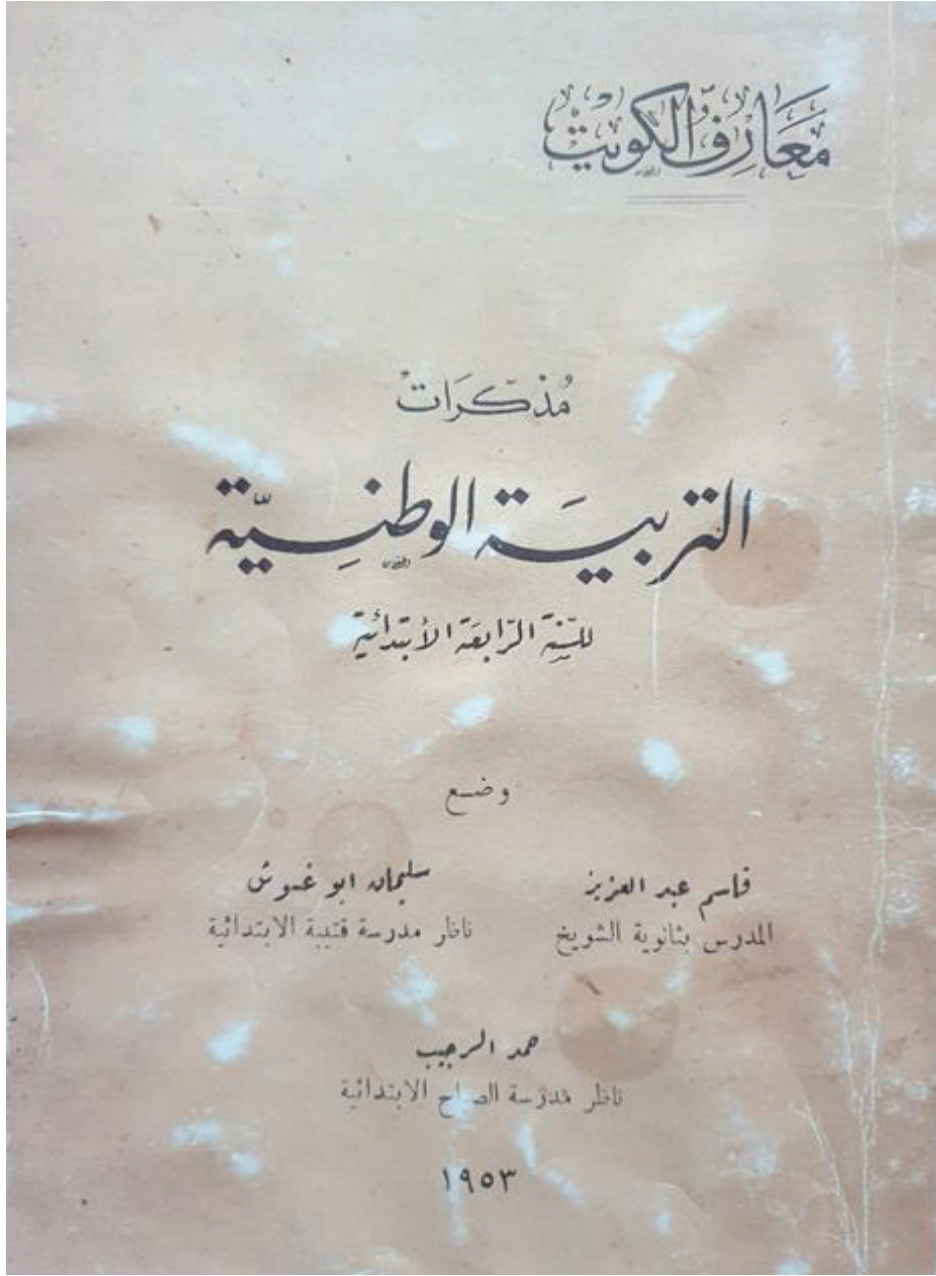 معارف الكويت
مذكرات
التربية الوطنية
للسنة الرابعة الأبتدائية
وضع
قاسم عبد العزيز سليمان ابو غوش
المدرس بثانوية الشويخ ناظر مدرسة قتيبة الابتدائية
حمد الرجيب
ناظر مدرسة الصباح الابتدائية
١٩٥٣